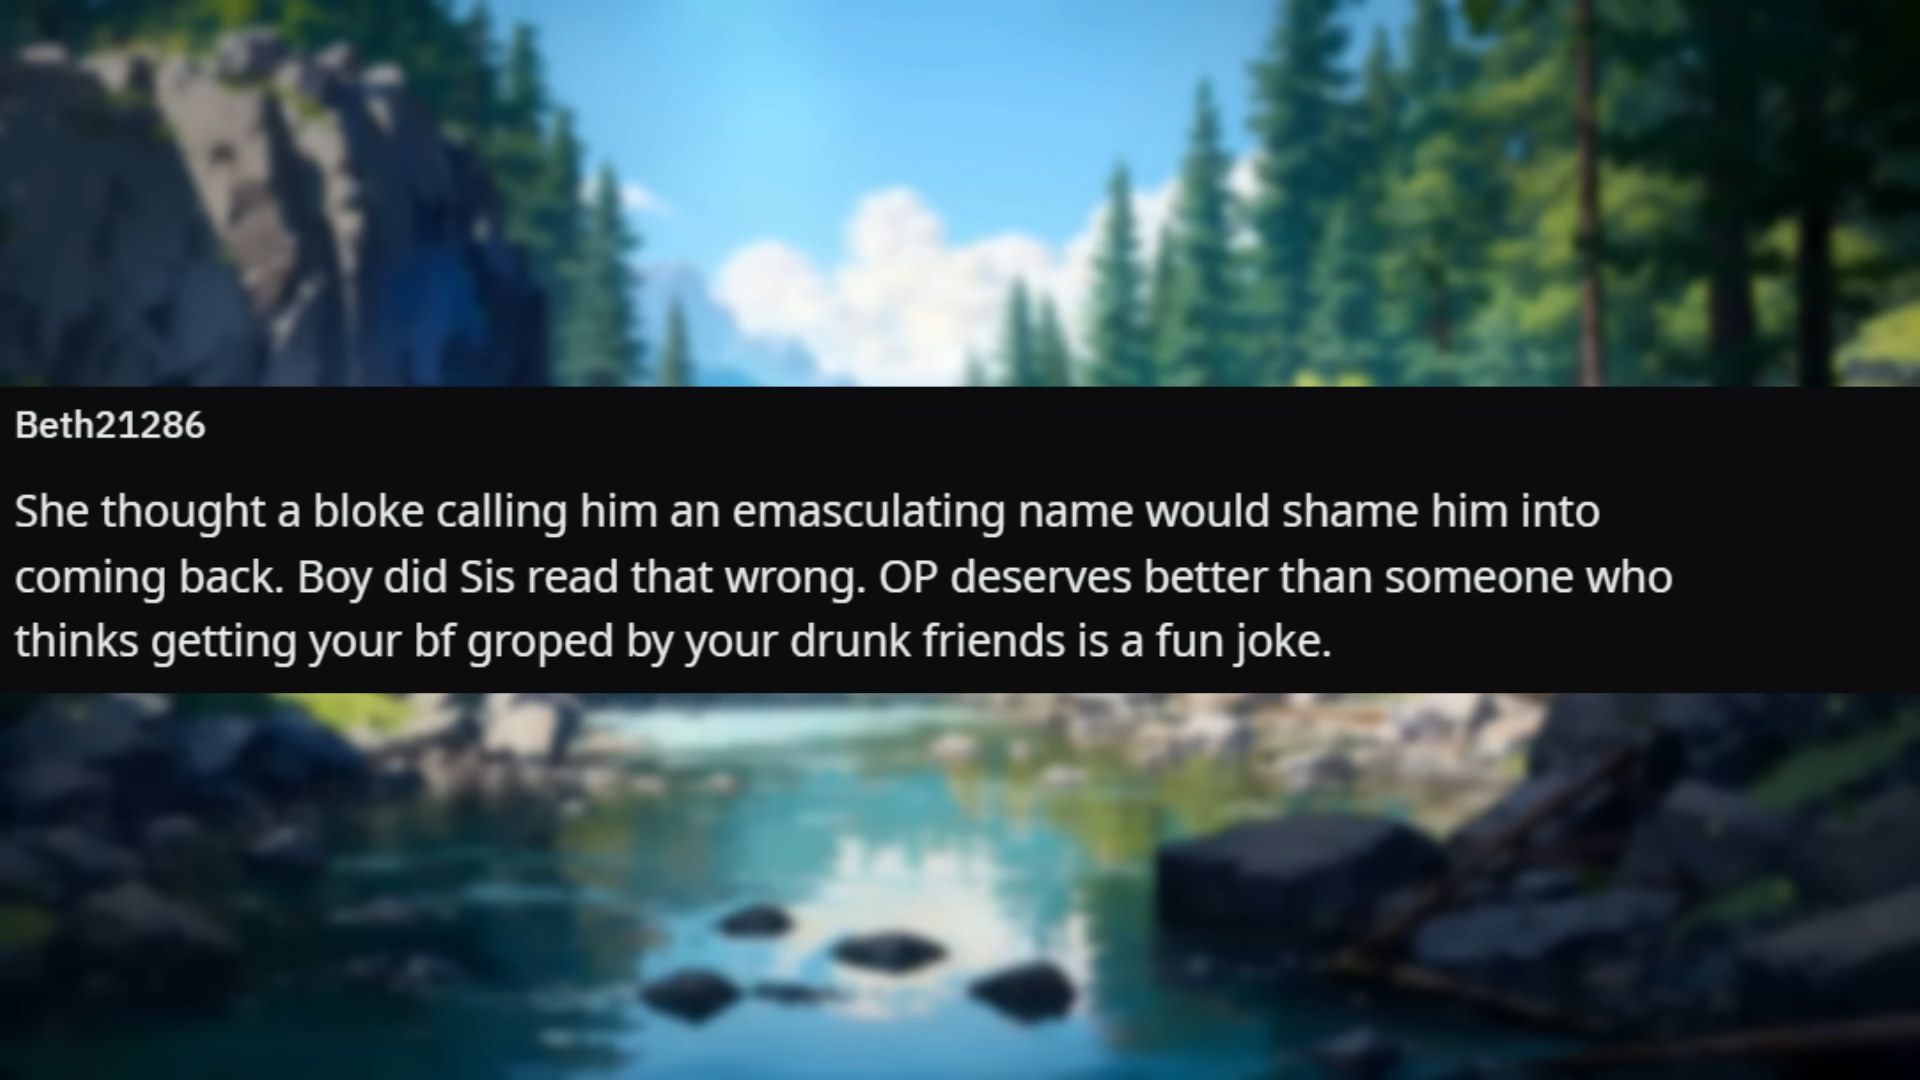 Beth21286
She thought a bloke calling him an emasculating name would shame him into
coming back. Boy did Sis read that wrong. OP deserves better than someone who
thinks getting your bf groped by your drunk friends is a fun joke.